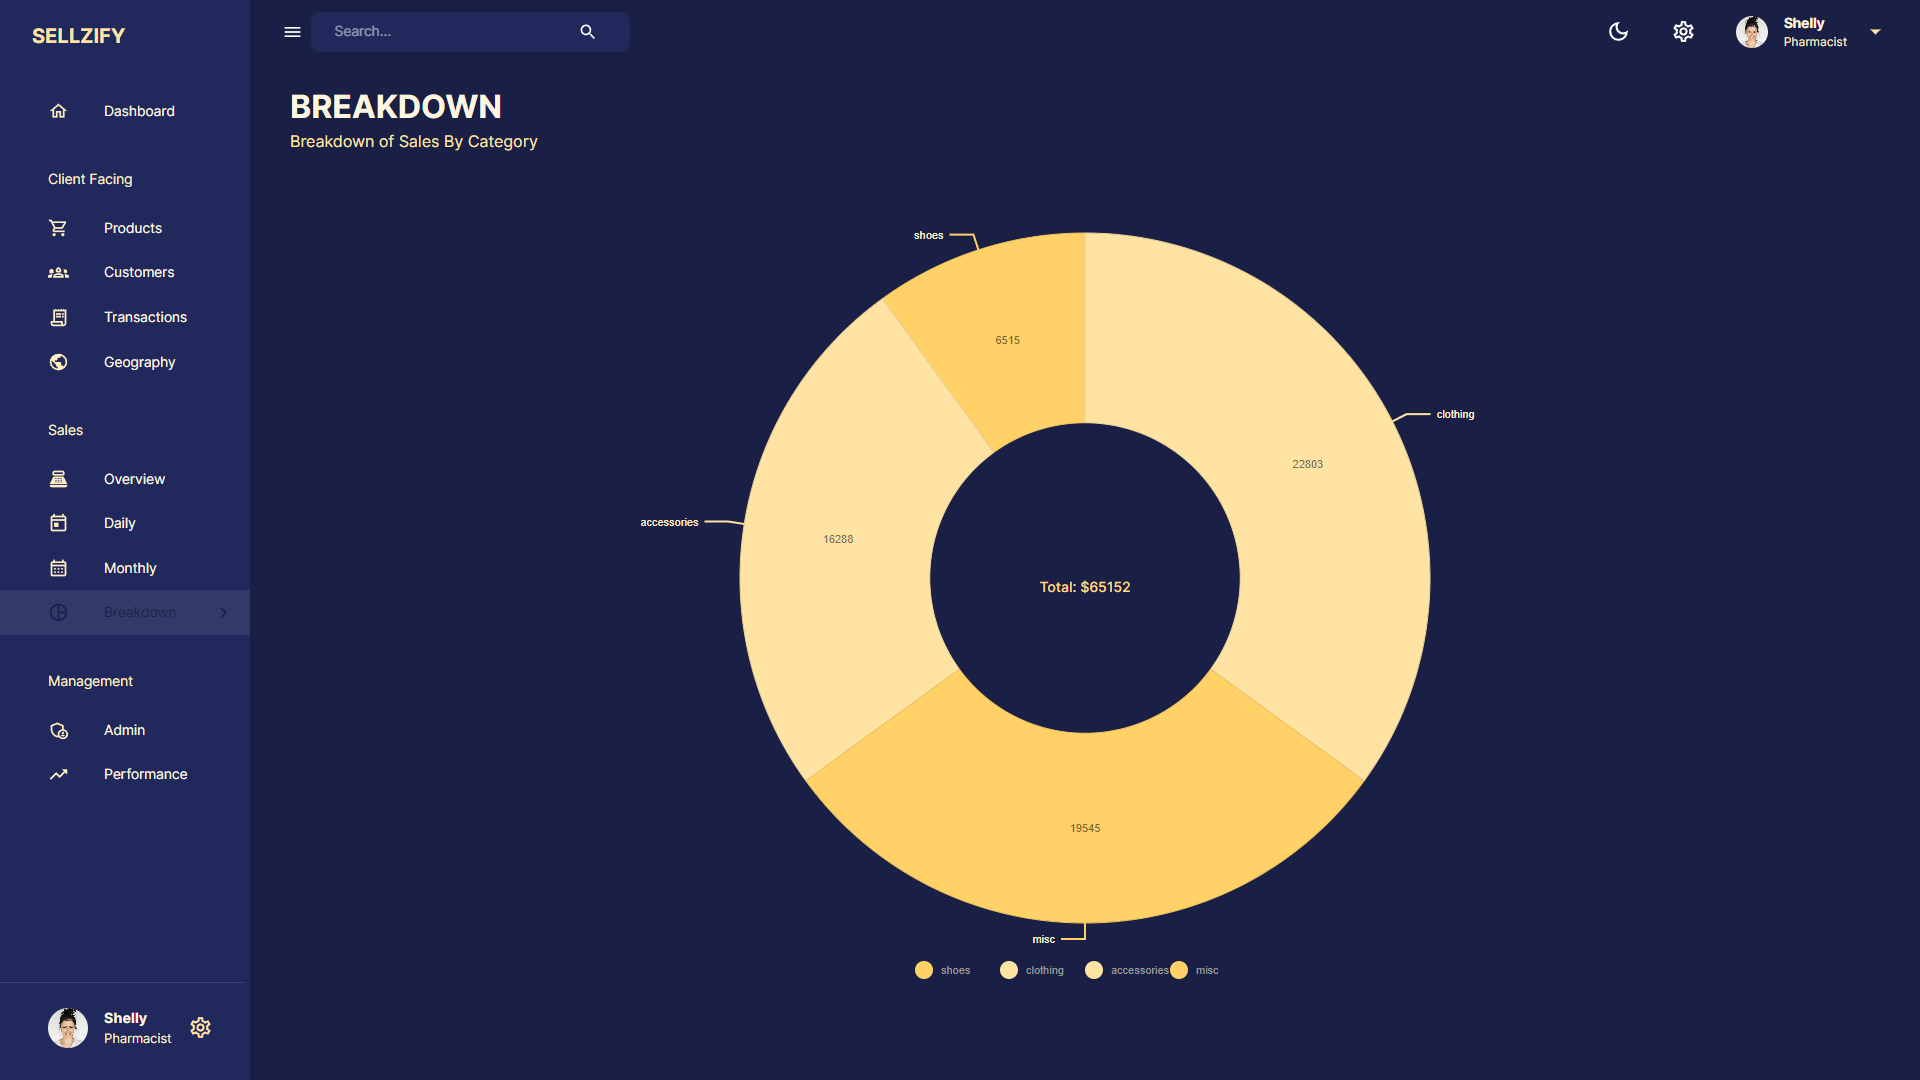 SELLZIFY
Dashboard
Client Facing
Products
Customers
Transactions
Geography
Sales
Overview
Daily
Monthly
Breakdown
Management
Admin
Performance
Shelly
Pharmacist
Search...
Shelly
Pharmacist
BREAKDOWN
Breakdown of Sales By Category
shoes
6515
clothing
22803
accessories
16288
Total: $65152
19545
misc
shoes clothing accessories misc